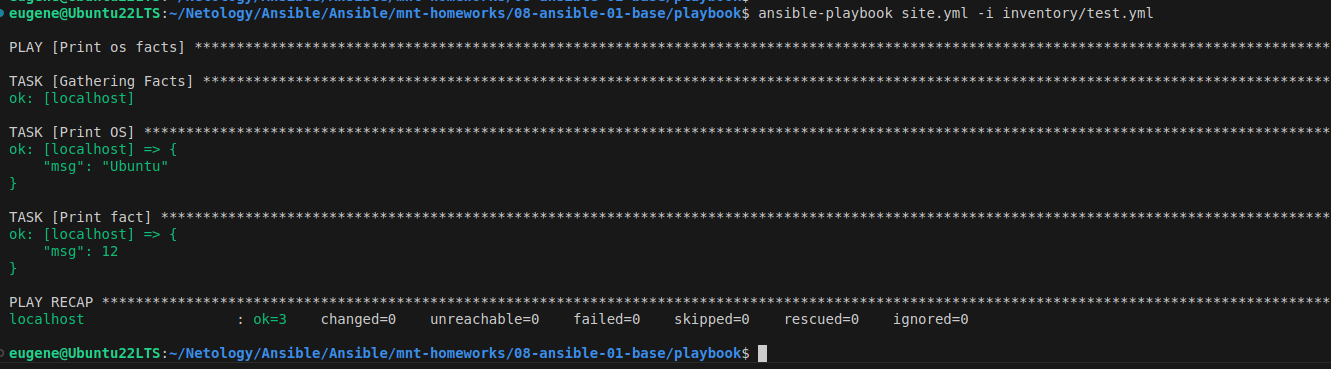 eugene@Ubuntu22LTS:~/Netology/Ansible/Ansible/mnt-homeworks/08-ansible-01-base/playbook$ ansible-playbook site.yml -i inventory/test.yml
PLAY [Print os facts] ****************************************************************************************************************************************
TASK [Gathering Facts] ***************************************************************************************************************************************
ok: [localhost]
TASK [Print OS] **********************************************************************************************************************************************
ok: [localhost] => {
    "msg": "Ubuntu"
}
TASK [Print fact] ********************************************************************************************************************************************
ok: [localhost] => {
    "msg": 12
}
PLAY RECAP ***************************************************************************************************************************************************
localhost                  : ok=3    changed=0    unreachable=0    failed=0    skipped=0    rescued=0    ignored=0
eugene@Ubuntu22LTS:~/Netology/Ansible/Ansible/mnt-homeworks/08-ansible-01-base/playbook$